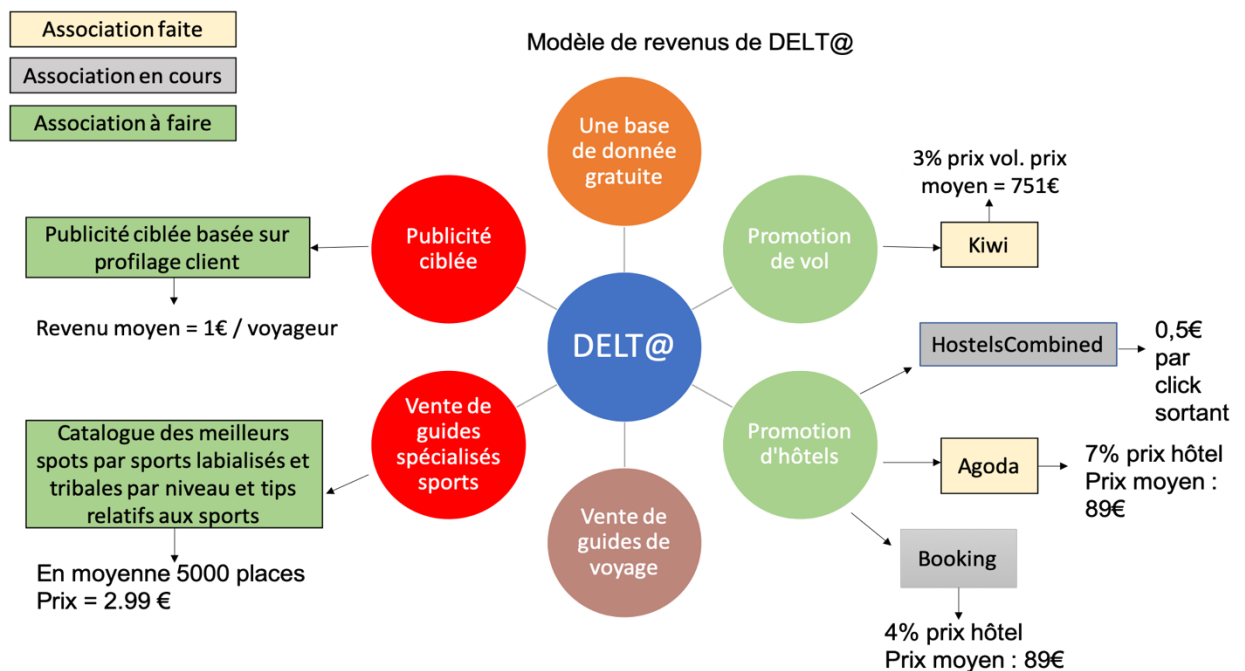 Association faite
Association en cours
Association à faire
Modèle de revenus de DELT@
Une base
de donnée
gratuite
Publicité
ciblée
Promotion
de vol
3% prix vol. prix
moyen = 751€
Kiwi
Publicité ciblée basée sur
profilage client
Revenu moyen = 1€ / voyageur
DELT@
HostelsCombined
0,5€
par
click
sortant
Vente de
guides
spécialisés
sports
Promotion
d'hôtels
Catalogue des meilleurs
spots par sports labialisés et
tribales par niveau et tips
relatifs aux sports
Agoda
7% prix hôtel
Prix moyen :
89€
Vente de
guides de
voyage
Booking
En moyenne 5000 places
Prix = 2.99 €
4% prix hôtel
Prix moyen : 89€